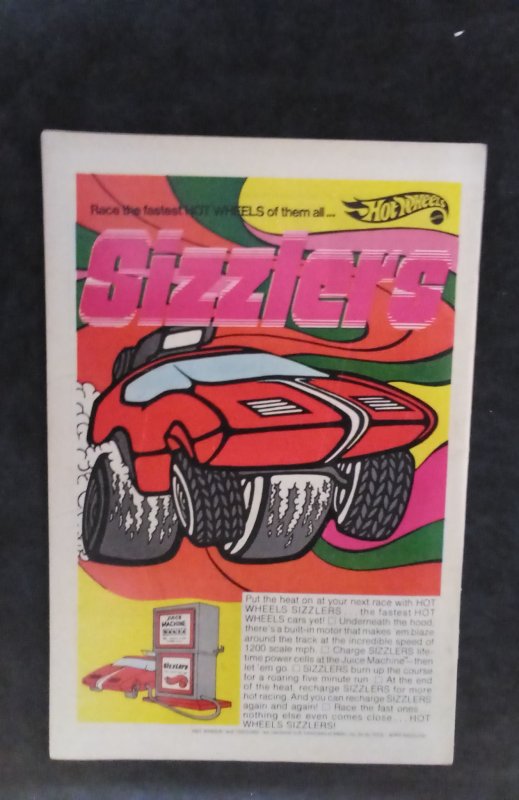 Race the fastest HOT WHEELS of them all ...
Hot Wheels
Sizzlers
JUICE
MACHINE
Sizzlers
Put the heat on at your next race with HOT
WHEELS SIZZLERS . . . the fastest HOT
WHEELS cars yet! □ Underneath the hood,
there's a built-in motor that makes 'em blaze
around the track at the incredible speed of
1200 scale mph. □ Charge SIZZLERS life-
time power cells at the Juice Machine™—then
let 'em go. □ SIZZLERS burn up the course
for a roaring five minute run. □ At the end
of the heat, recharge SIZZLERS for more
hot racing. And you can recharge SIZZLERS
again and again! □ Race the fast ones . . .
nothing else even comes close . . . HOT
WHEELS SIZZLERS!